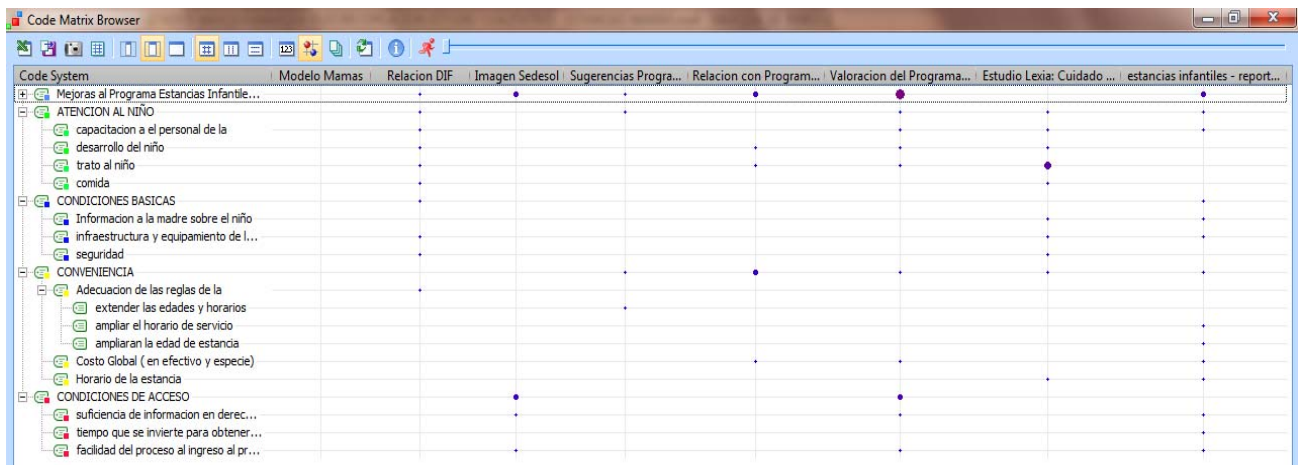 Code Matrix Browser
123
Code System Modelo Mamas Relacion DIF Imagen Sedesol Sugerencias Progra... Relacion con Program... Valoracion del Programa... Estudio Lexia: Cuidado ... estancias infantiles - report...
Mejoras al Programa Estancias Infantile...
ATENCION AL NIÑO
capacitacion a el personal de la
desarrollo del niño
trato al niño
comida
CONDICIONES BASICAS
Informacion a la madre sobre el niño
infraestructura y equipamiento de l...
seguridad
CONVENIENCIA
Adecuacion de las reglas de la
extender las edades y horarios
ampliar el horario de servicio
ampliaran la edad de estancia
Costo Global ( en efectivo y especie)
Horario de la estancia
CONDICIONES DE ACCESO
suficiencia de informacion en derec...
tiempo que se invierte para obtener...
facilidad del proceso al ingreso al pr...